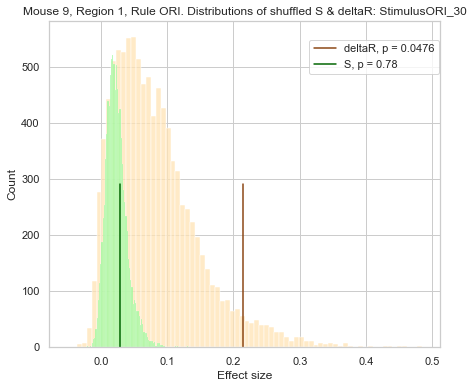 Mouse 9, Region 1, Rule ORI. Distributions of shuffled S & deltaR: StimulusORI_30
deltaR, p = 0.0476
S, p = 0.78
500
400
300
200
100
0
Count
0.0 0.1 0.2 0.3 0.4 0.5
Effect size